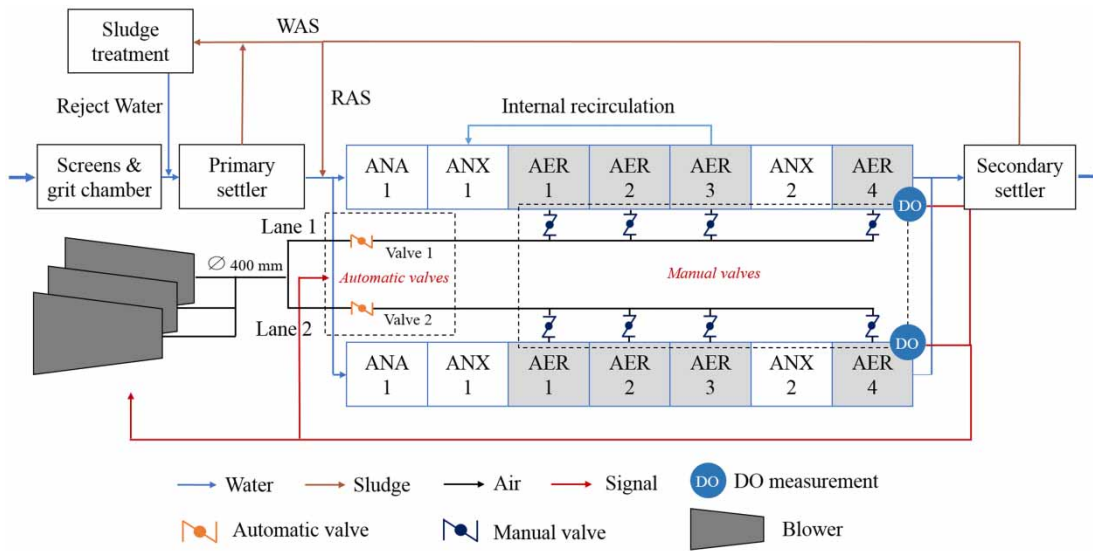 Sludge
treatment
WAS
Reject Water
RAS
Internal recirculation
Screens &
grit chamber
Primary
settler
ANA
1
ANX
1
AER
1
AER
2
AER
3
ANX
2
AER
4
Secondary
settler
DO
Lane 1
Valve 1
∅ 400 mm
Automatic valves
Manual valves
Lane 2
Valve 2
DO
ANA
1
ANX
1
AER
1
AER
2
AER
3
ANX
2
AER
4
Water
Sludge
Air
Signal
DO
DO measurement
Automatic valve
Manual valve
Blower